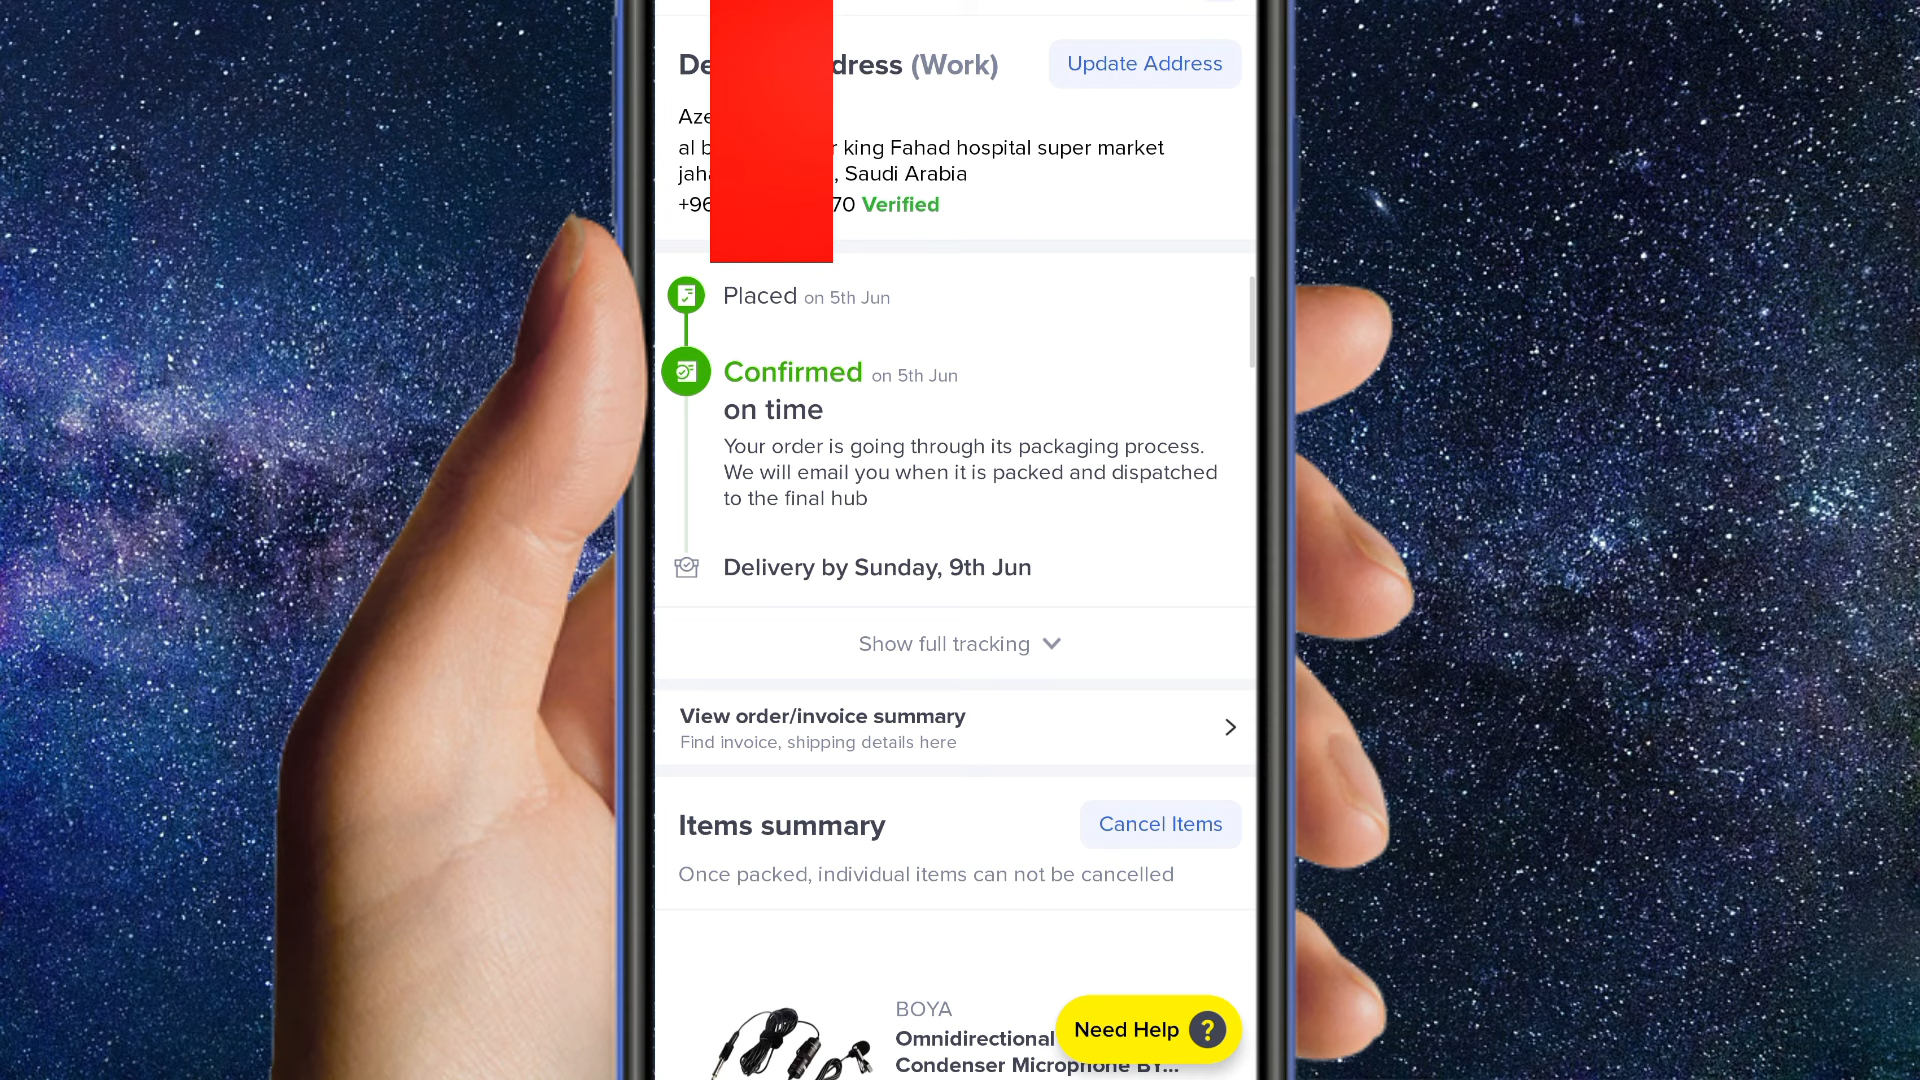 De dress (Work)
Update Address
Aze
al b r king Fahad hospital super market
jah , Saudi Arabia
+96 70 Verified
Placed on 5th Jun
Confirmed on 5th Jun
on time
Your order is going through its packaging process.
We will email you when it is packed and dispatched
to the final hub
Delivery by Sunday, 9th Jun
Show full tracking
View order/invoice summary
Find invoice, shipping details here
Items summary
Cancel Items
Once packed, individual items can not be cancelled
BOYA
Omnidirectional
Condenser Microphone BY...
Need Help ?